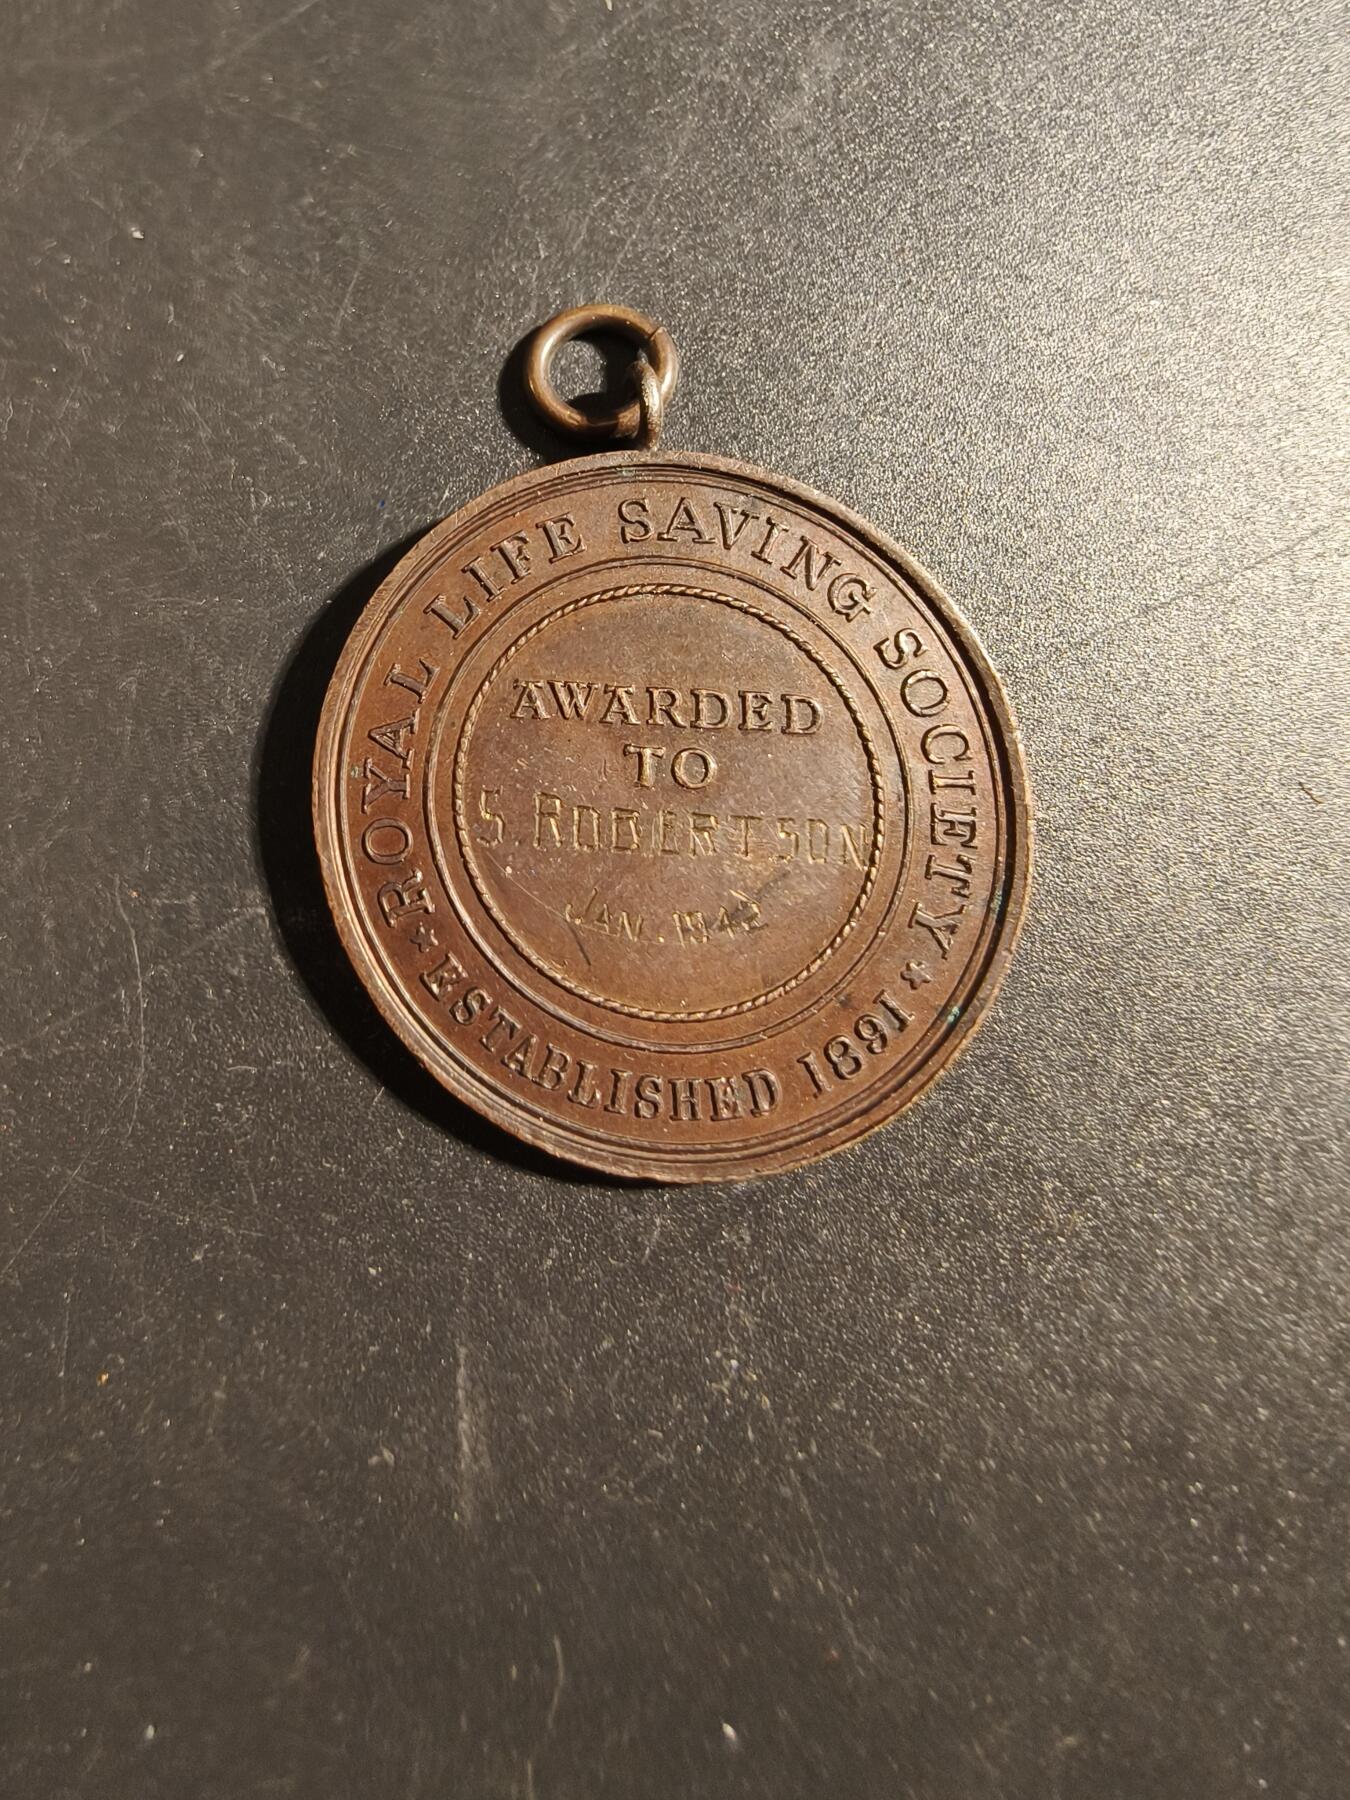 ROYAL LIFE SAVING SOCIETY
AWARDED
TO
S. ROBERTSON
JAN. 1942
ESTABLISHED 1891